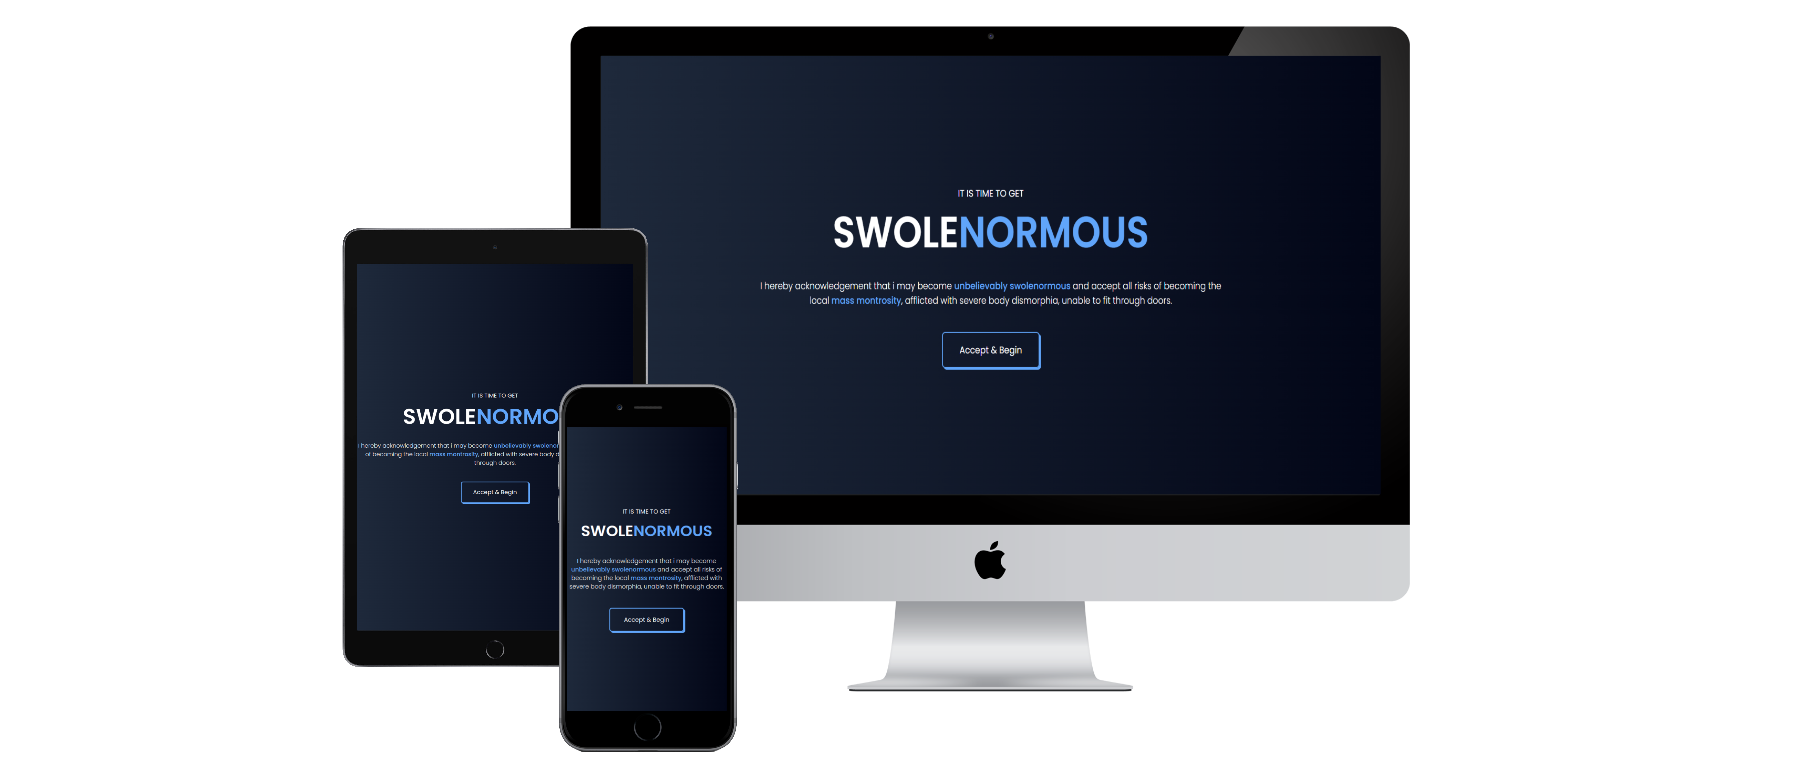 IT IS TIME TO GET
SWOLENORMOUS
I hereby acknowledgement that i may become unbelievably swolenormous and accept all risks of becoming the
local mass montrosity, afflicted with severe body dismorphia, unable to fit through doors.
Accept & Begin
IT IS TIME TO GET
SWOLENORMO
I hereby acknowledgement that i may become unbelievably
of becoming the local mass montrosity, afflicted with severe body
through doors.
Accept & Begin
IT IS TIME TO GET
SWOLENORMOUS
I hereby acknowledgement that i may become
unbelievably swolenormous and accept all risks of
becoming the local mass montrosity, afflicted with
severe body dismorphia, unable to fit through doors.
Accept & Begin